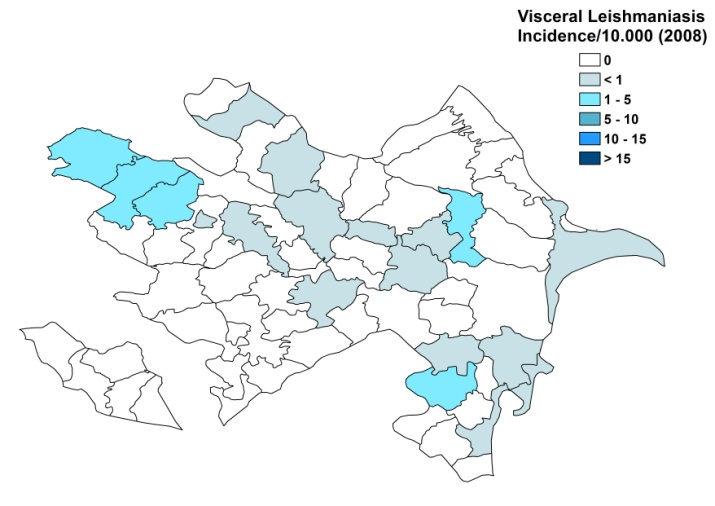 Visceral Leishmaniasis
Incidence/10.000 (2008)
0
< 1
1 - 5
5 - 10
10 - 15
> 15